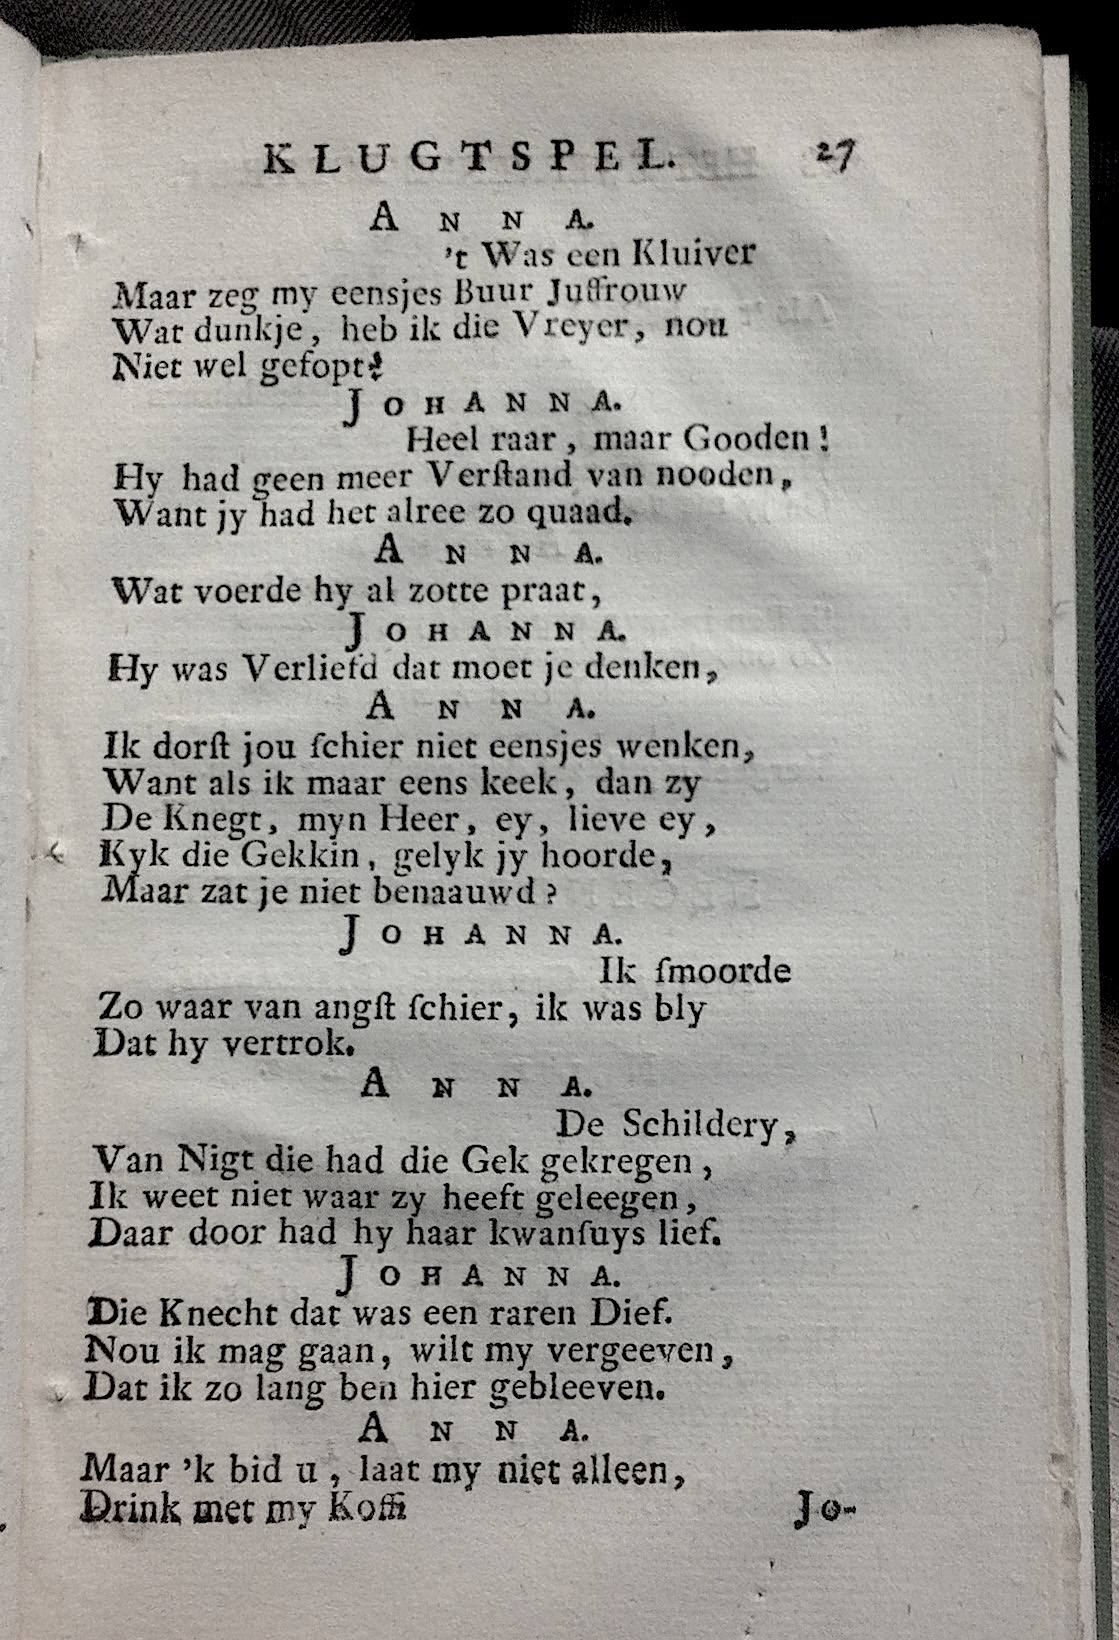 KLUGTSPEL. 27
ANNA.
't Was een Kluiver
Maar zeg my eensjes Buur Juffrouw
Wat dunkje, heb ik die Vreyer, nou
Niet wel gefopt?
JOHANNA.
Heel raar, maar Gooden!
Hy had geen meer Verſtand van nooden,
Want jy had het alree zo quaad.
ANNA.
Wat voerde hy al zotte praat,
JOHANNA.
Hy was Verliefd dat moet je denken,
ANNA.
Ik dorſt jou ſchier niet eensjes wenken,
Want als ik maar eens keek, dan zy
De Knegt, myn Heer, ey, lieve ey,
Kyk die Gekkin, gelyk jy hoorde,
Maar zat je niet benaauwd?
JOHANNA.
Ik ſmoorde
Zo waar van angſt ſchier, ik was bly
Dat hy vertrok.
ANNA.
De Schildery,
Van Nigt die had die Gek gekregen,
Ik weet niet waar zy heeft geleegen,
Daar door had hy haar kwanſuys lief.
JOHANNA.
Die Knecht dat was een raren Dief.
Nou ik mag gaan, wilt my vergeeven,
Dat ik zo lang ben hier gebleeven.
ANNA.
Maar 'k bid u, laat my niet alleen,
Drink met my Koffi
Jo-